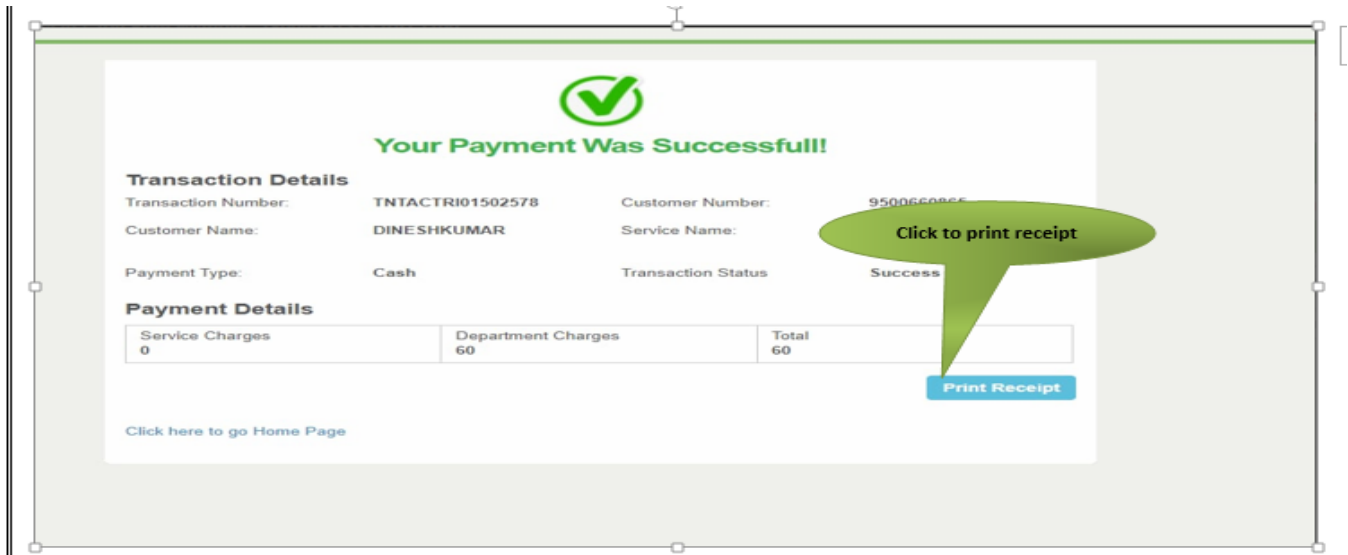 Your Payment Was Successfull!
Transaction Details
Transaction Number: TNTACTRI01502578 Customer Number:
Customer Name: DINESHKUMAR Service Name:
Click to print receipt
Payment Type: Cash Transaction Status Success
Payment Details
Service Charges Department Charges Total
0 60 60
Print Receipt
Click here to go Home Page